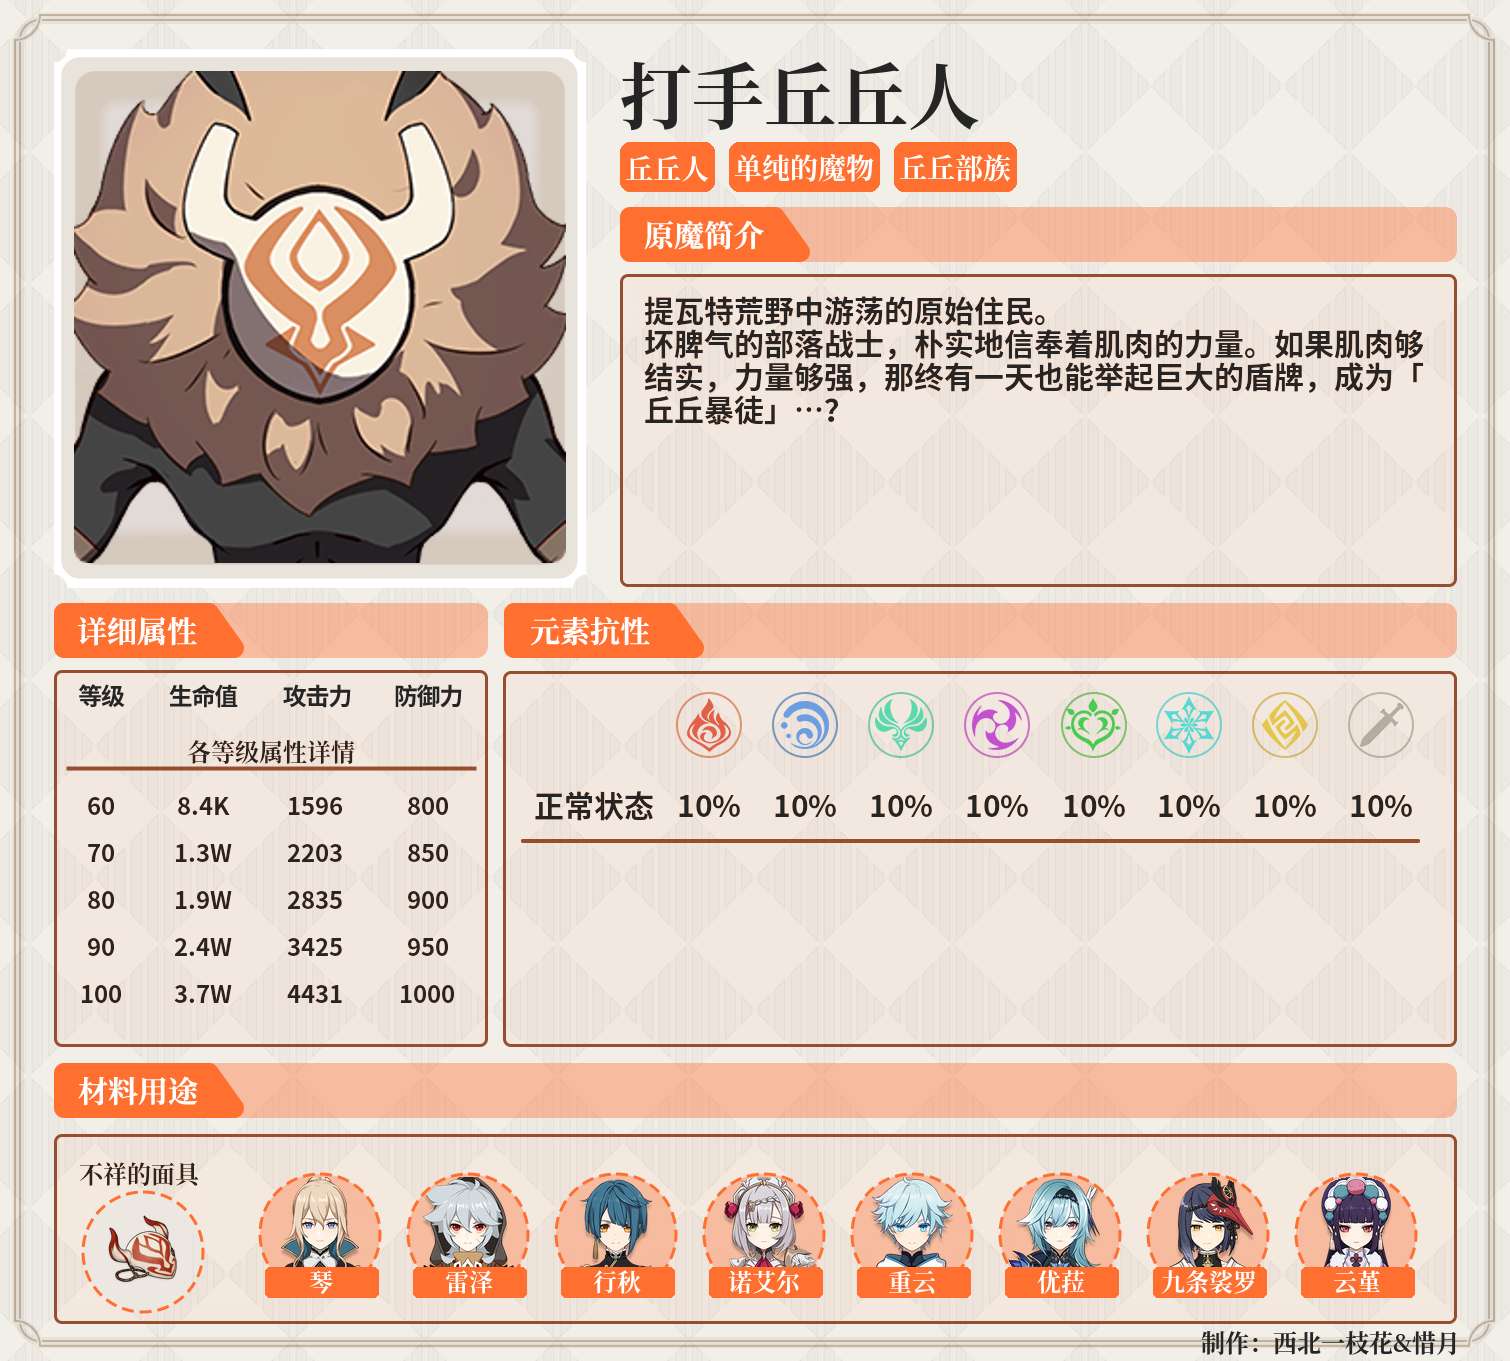 打手丘丘人
丘丘人 单纯的魔物 丘丘部族
原魔简介
提瓦特荒野中游荡的原始住民。
坏脾气的部落战士，朴实地信奉着肌肉的力量。如果肌肉够
结实，力量够强，那终有一天也能举起巨大的盾牌，成为「
丘丘暴徒」…？
详细属性
等级 生命值 攻击力 防御力
各等级属性详情
60 8.4K 1596 800
70 1.3W 2203 850
80 1.9W 2835 900
90 2.4W 3425 950
100 3.7W 4431 1000
元素抗性
正常状态 10% 10% 10% 10% 10% 10% 10% 10%
材料用途
不祥的面具
琴 雷泽 行秋 诺艾尔 重云 优菈 九条裟罗 云堇
制作：西北一枝花&惜月